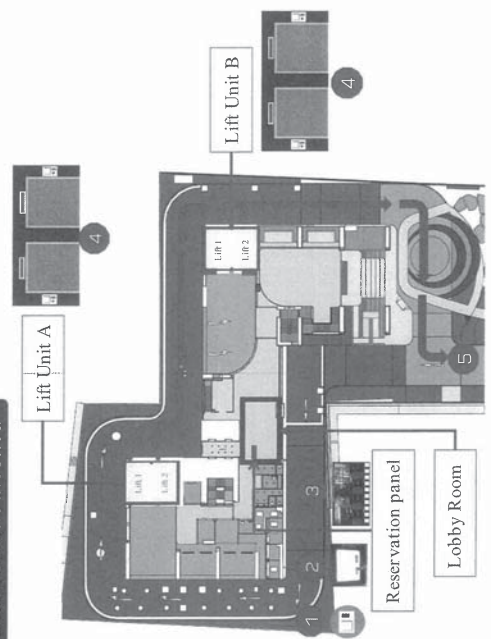 Lift Unit A
4
Lift Unit B
4
Lift 1
Lift 2
Lift 1
Lift 2
1
2
3
5
Reservation panel
Lobby Room